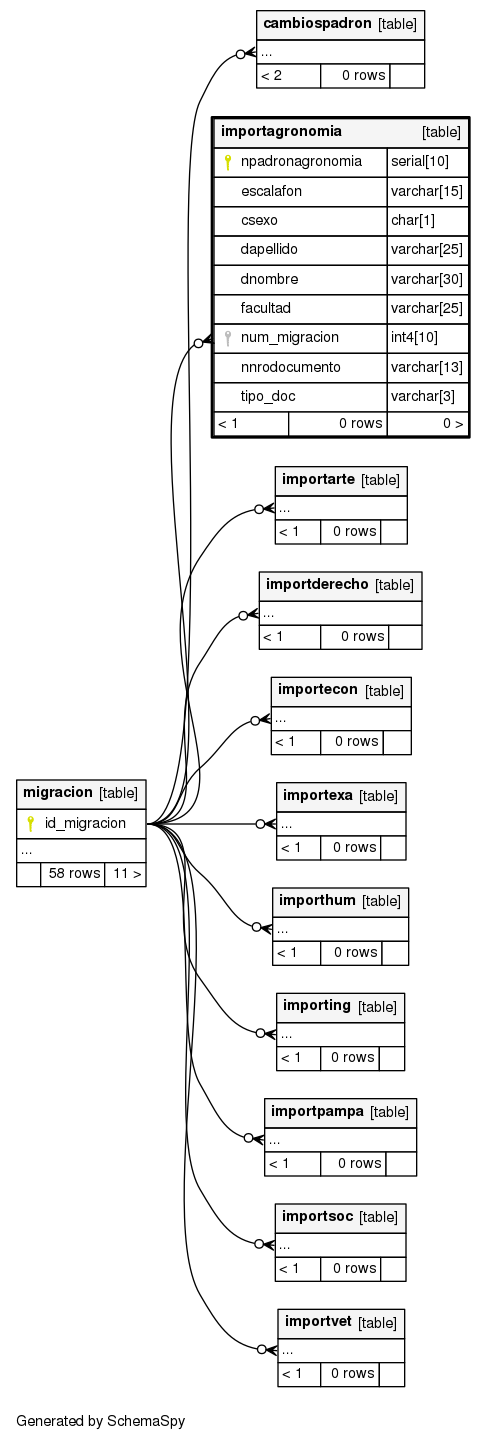 cambiospadron [table]
...
< 2 0 rows
importagronomia [table]
npadronagronomia serial[10]
escalafon varchar[15]
csexo char[1]
dapellido varchar[25]
dnombre varchar[30]
facultad varchar[25]
num_migracion int4[10]
nnrodocumento varchar[13]
tipo_doc varchar[3]
< 1 0 rows 0 >
importarte [table]
...
< 1 0 rows
importderecho [table]
...
< 1 0 rows
importecon [table]
...
< 1 0 rows
migracion [table]
id_migracion
...
58 rows 11 >
importexa [table]
...
< 1 0 rows
importhum [table]
...
< 1 0 rows
importing [table]
...
< 1 0 rows
importpampa [table]
...
< 1 0 rows
importsoc [table]
...
< 1 0 rows
importvet [table]
...
< 1 0 rows
Generated by SchemaSpy